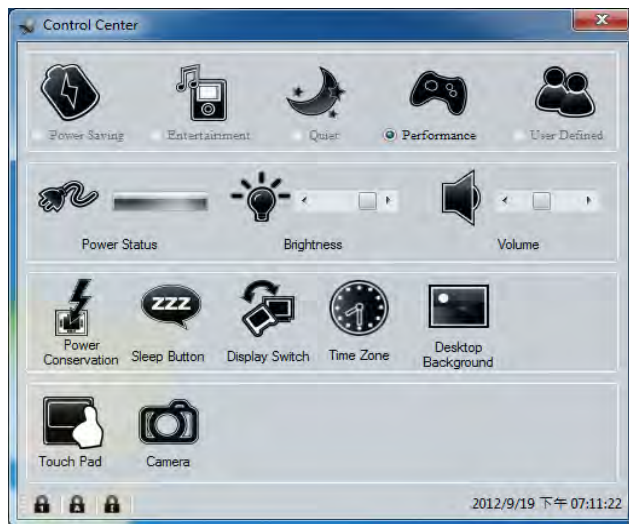 Control Center
Power Saving Entertainment Quiet Performance User Defined
Power Status Brightness Volume
ZZZ
Power Conservation Sleep Button Display Switch Time Zone Desktop Background
Touch Pad Camera
2012/9/19 下午 07:11:22